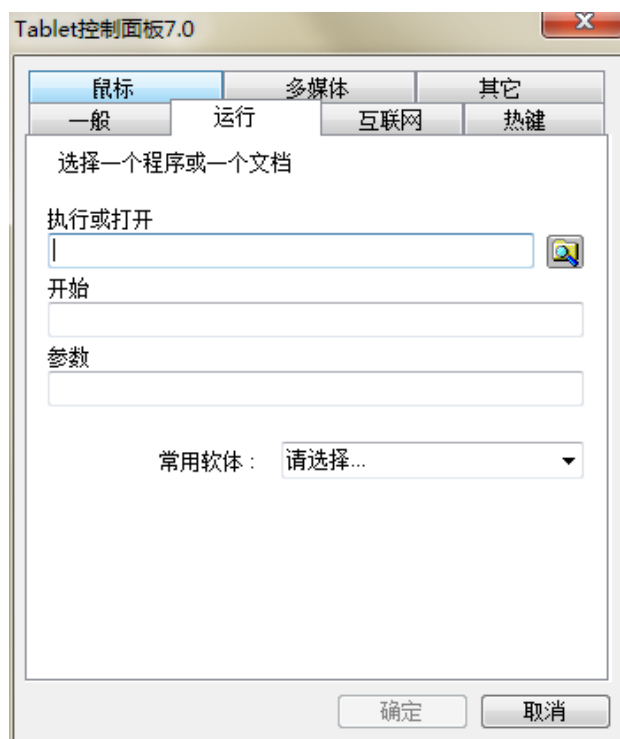 Tablet控制面板7.0
鼠标 多媒体 其它
一般 运行 互联网 热键
选择一个程序或一个文档
执行或打开
开始
参数
常用软体： 请选择...
确定 取消